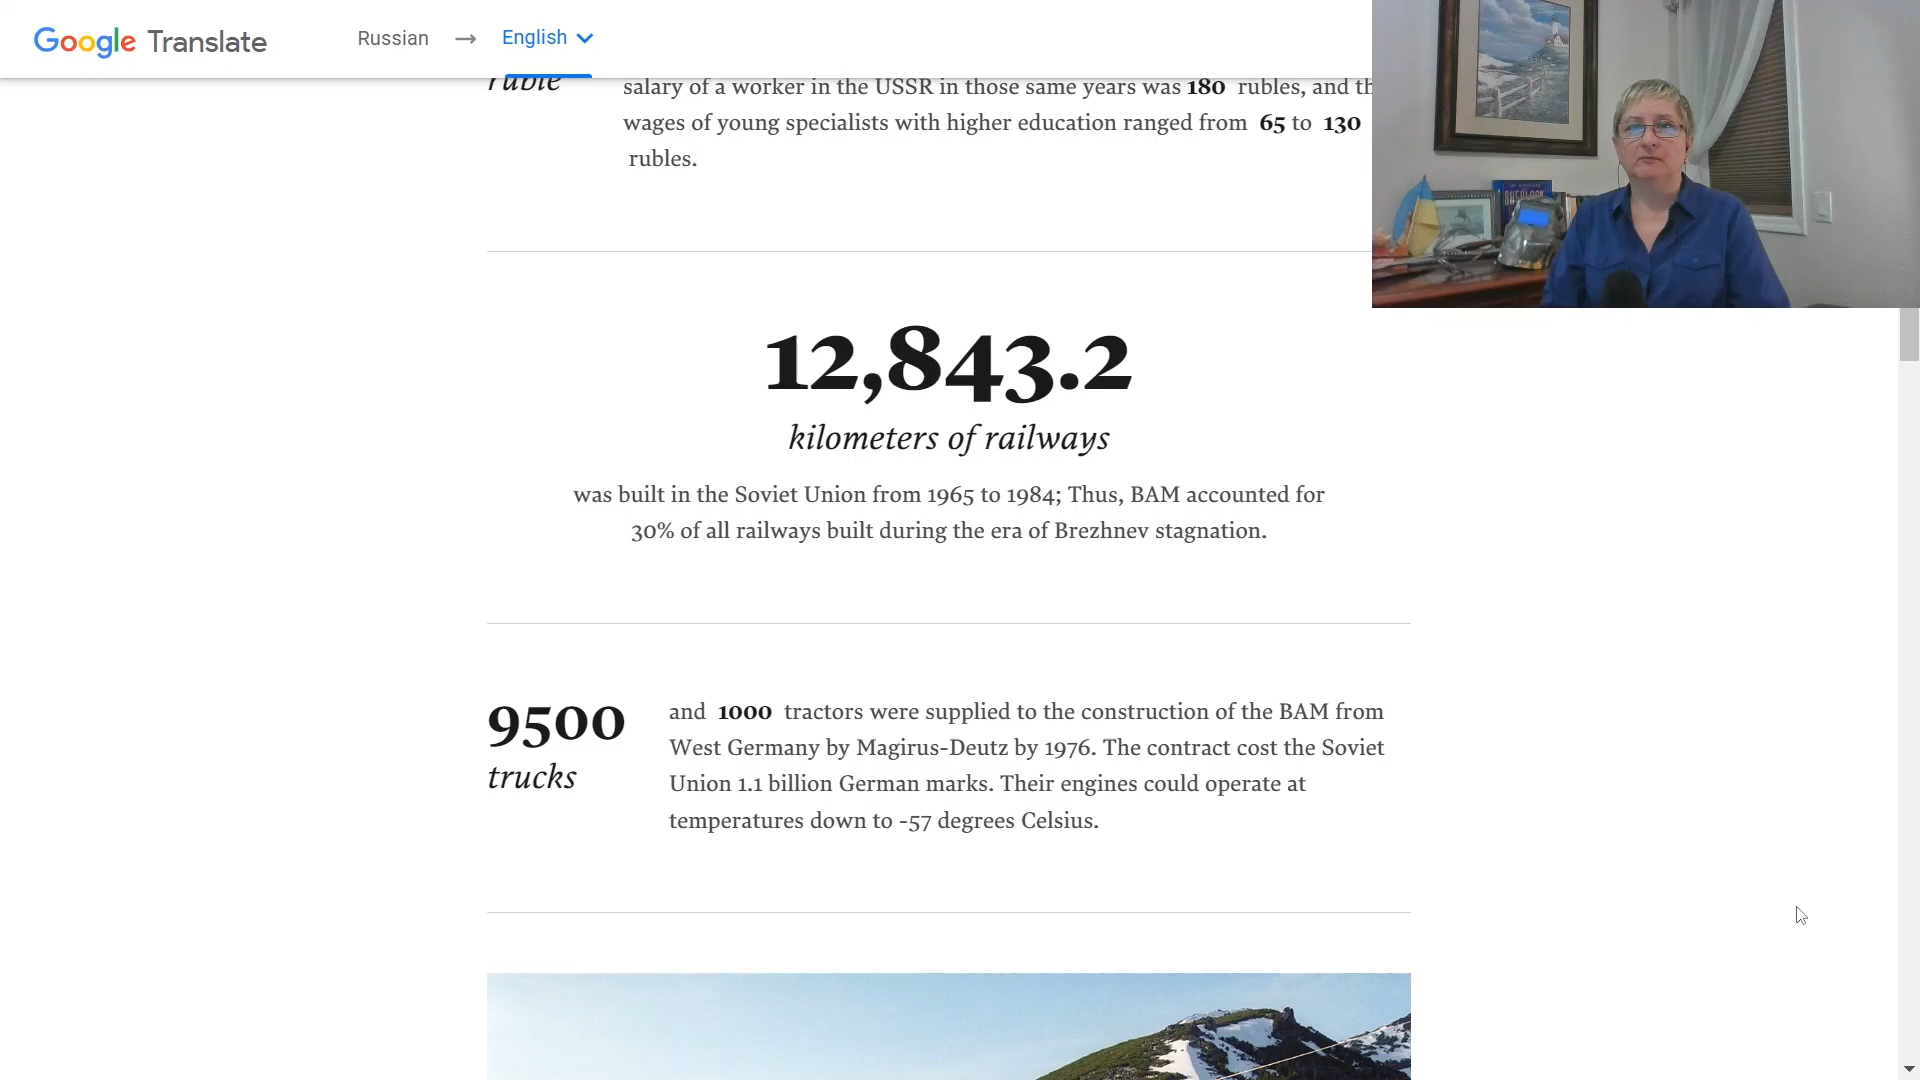 Google Translate
Russian → English
ruble
salary of a worker in the USSR in those same years was 180 rubles, and th
wages of young specialists with higher education ranged from 65 to 130
rubles.
SHERLOCK
12,843.2
kilometers of railways
was built in the Soviet Union from 1965 to 1984; Thus, BAM accounted for
30% of all railways built during the era of Brezhnev stagnation.
9500
trucks
and 1000 tractors were supplied to the construction of the BAM from
West Germany by Magirus-Deutz by 1976. The contract cost the Soviet
Union 1.1 billion German marks. Their engines could operate at
temperatures down to -57 degrees Celsius.